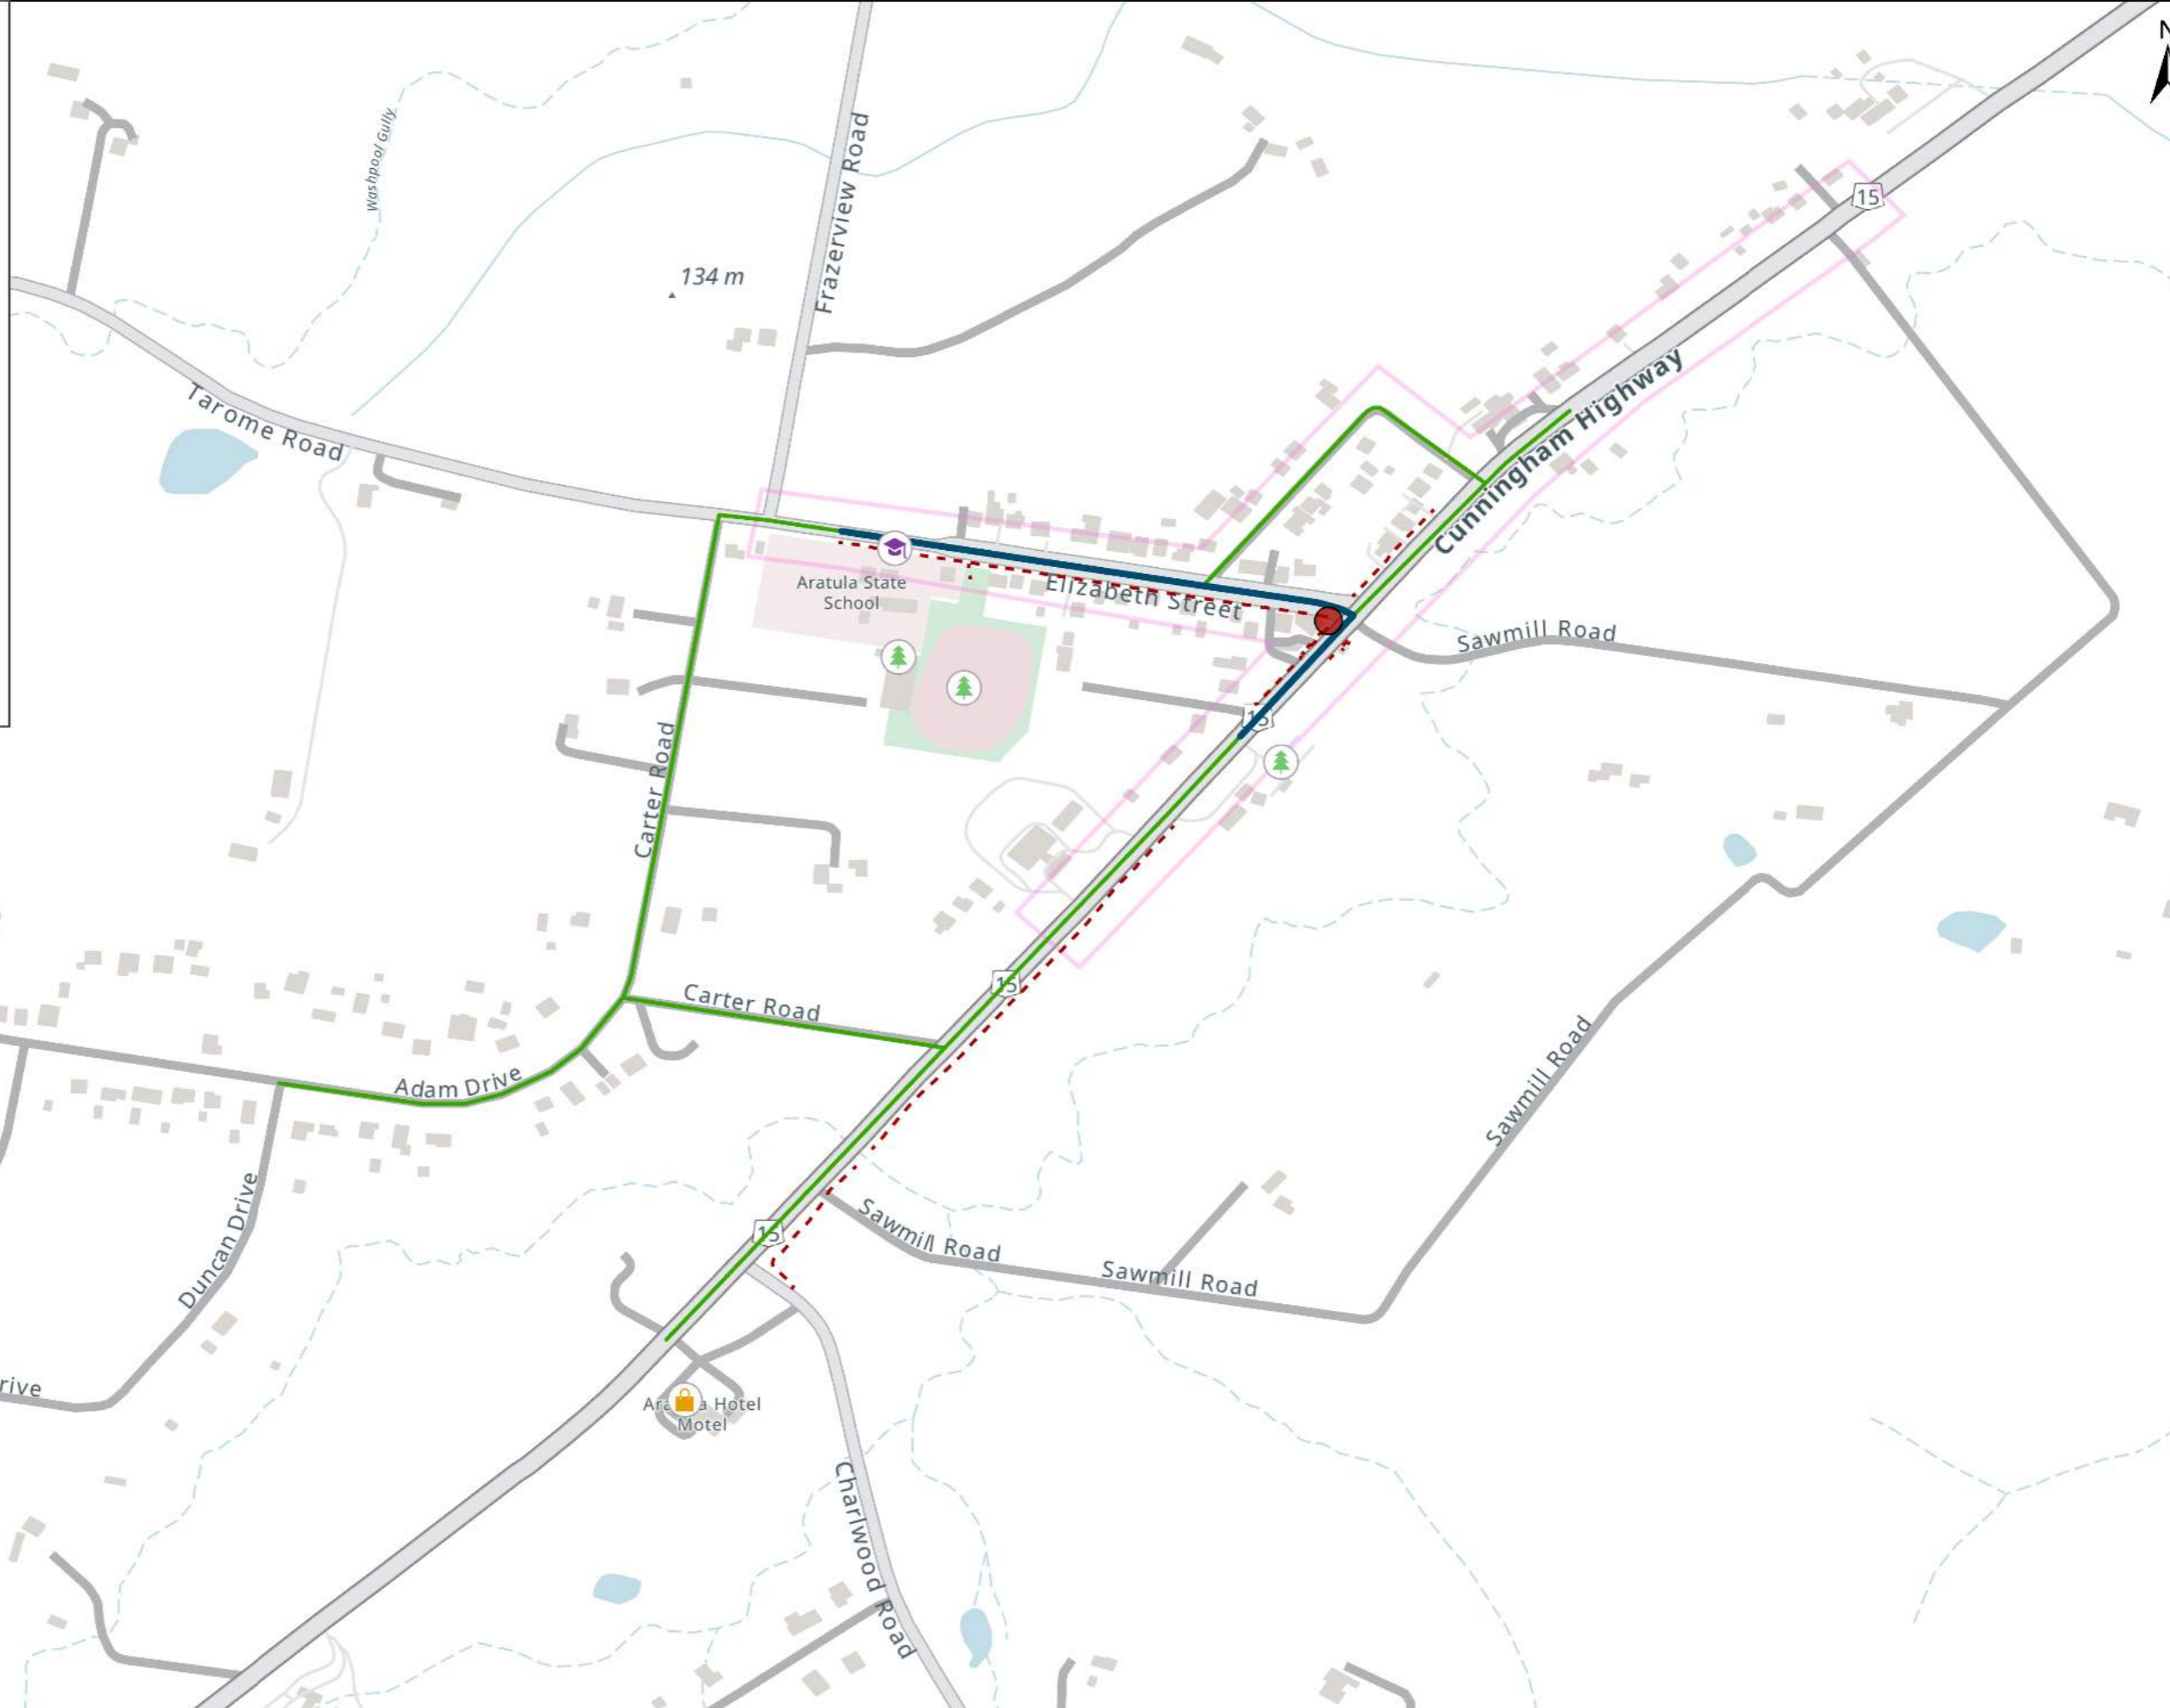 N
Washpool Gully
Frazerview Road
15
134 m
Cunningham Highway
Tarome Road
Aratula State
School
Elizabeth Street
Sawmill Road
15
Carter Road
15
Carter Road
Sawmill Road
Adam Drive
Duncan Drive
15
Sawmill Road
Sawmill Road
rive
Hotel
Motel
Charlwood Road